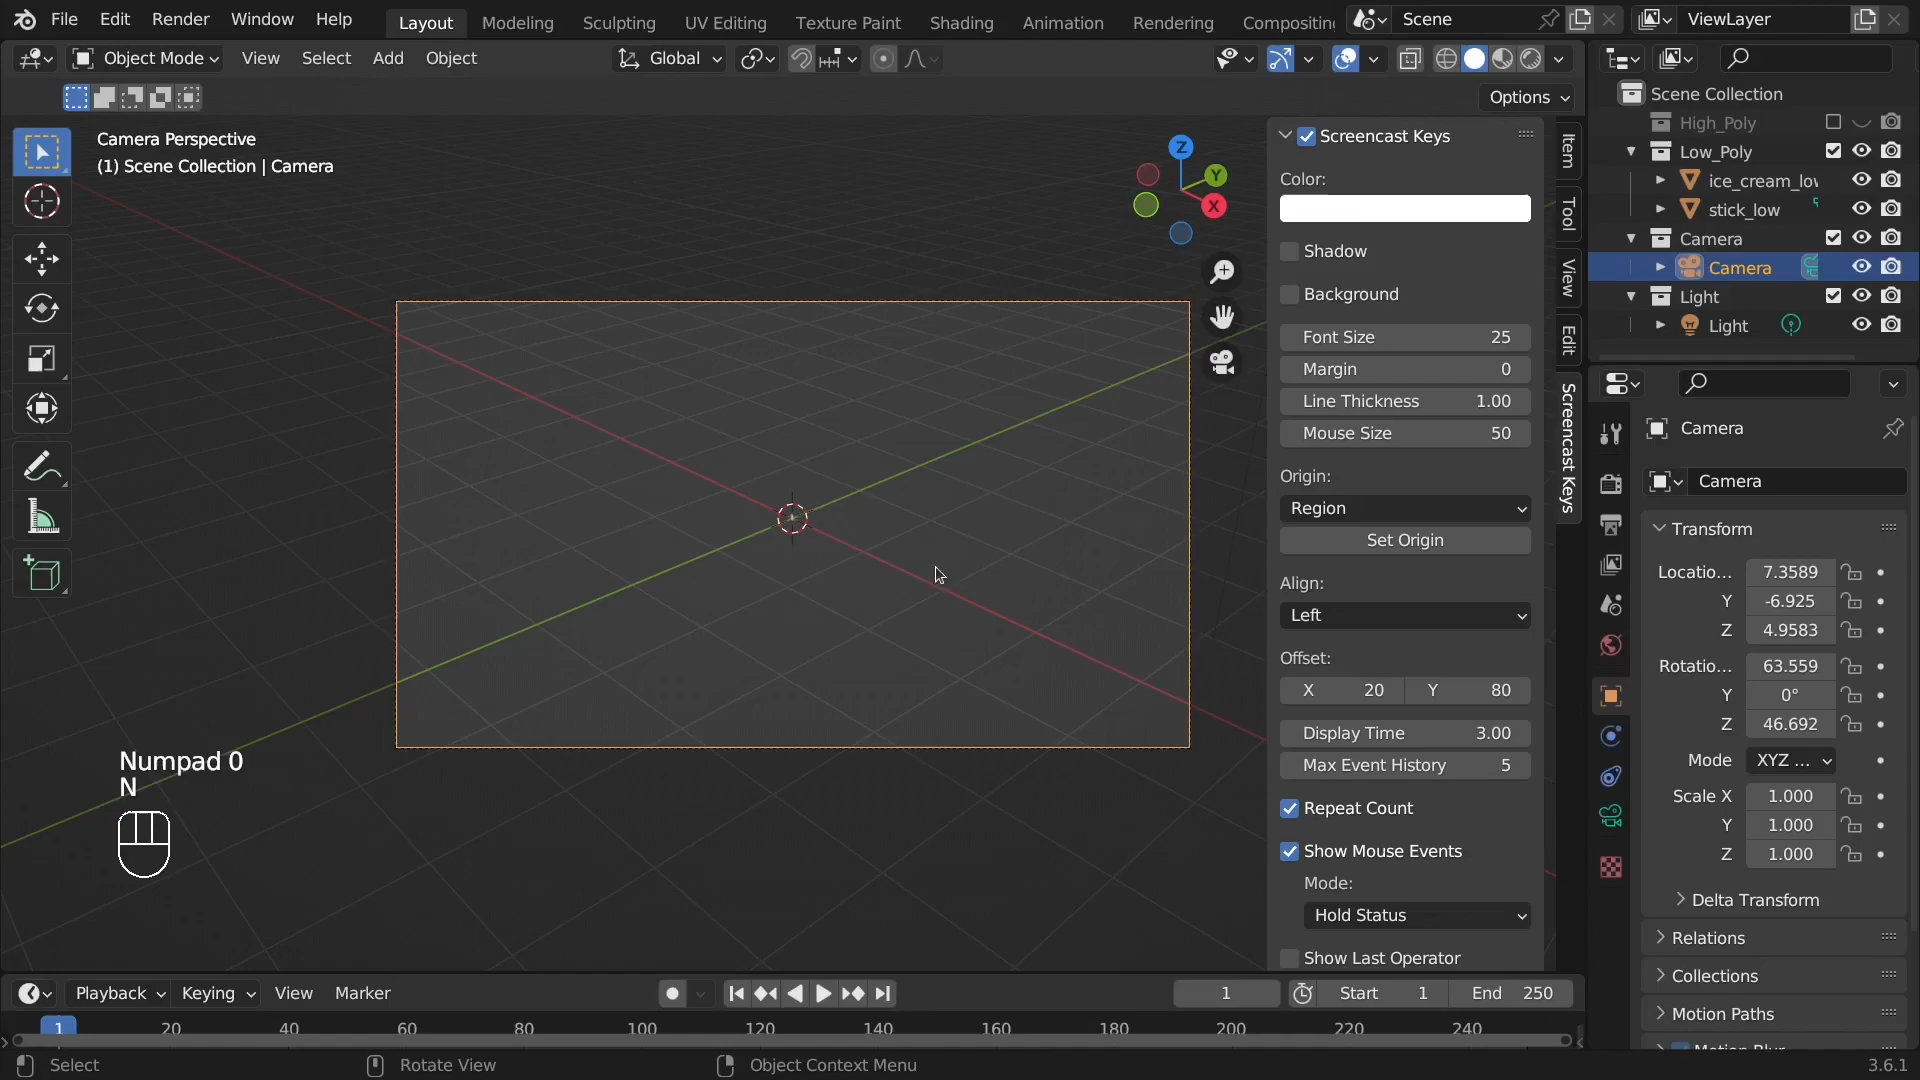 File Edit Render Window Help Layout Modeling Sculpting UV Editing Texture Paint Shading Animation Rendering Compositin Scene ViewLayer
Object Mode View Select Add Object Global
Options
Camera Perspective
(1) Scene Collection | Camera
Z
Y
X
Numpad 0
N
Screencast Keys
Color:
Shadow
Background
Font Size 25
Margin 0
Line Thickness 1.00
Mouse Size 50
Origin:
Region
Set Origin
Align:
Left
Offset:
X 20 Y 80
Display Time 3.00
Max Event History 5
Repeat Count
Show Mouse Events
Mode:
Hold Status
Show Last Operator
Item
Tool
View
Edit
Screencast Keys
Scene Collection
High_Poly
Low_Poly
ice_cream_lo
stick_low
Camera
Camera
Light
Light
Camera
Camera
Transform
Locatio... 7.3589
Y -6.925
Z 4.9583
Rotatio... 63.559
Y 0°
Z 46.692
Mode XYZ ...
Scale X 1.000
Y 1.000
Z 1.000
Delta Transform
Relations
Collections
Motion Paths
Motion Blur
Playback Keying View Marker 1 Start 1 End 250
1 20 40 60 80 100 120 140 160 180 200 220 240
Select Rotate View Object Context Menu 3.6.1